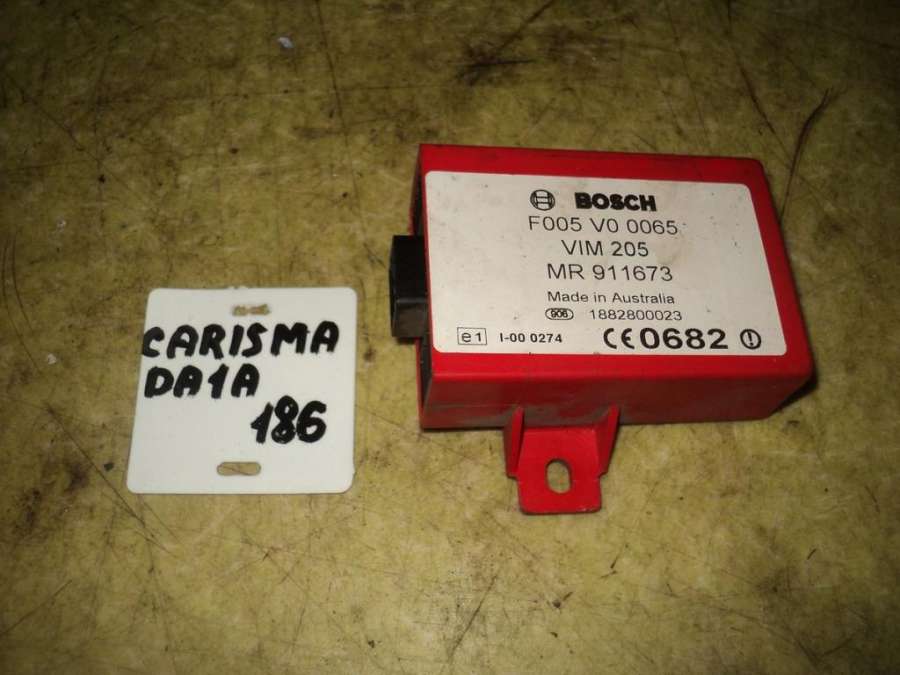 CARISMA
DA1A
186
BOSCH
F005 V0 0065
VIM 205
MR 911673
Made in Australia
906 1882800023
e1 I-00 0274 CE0682